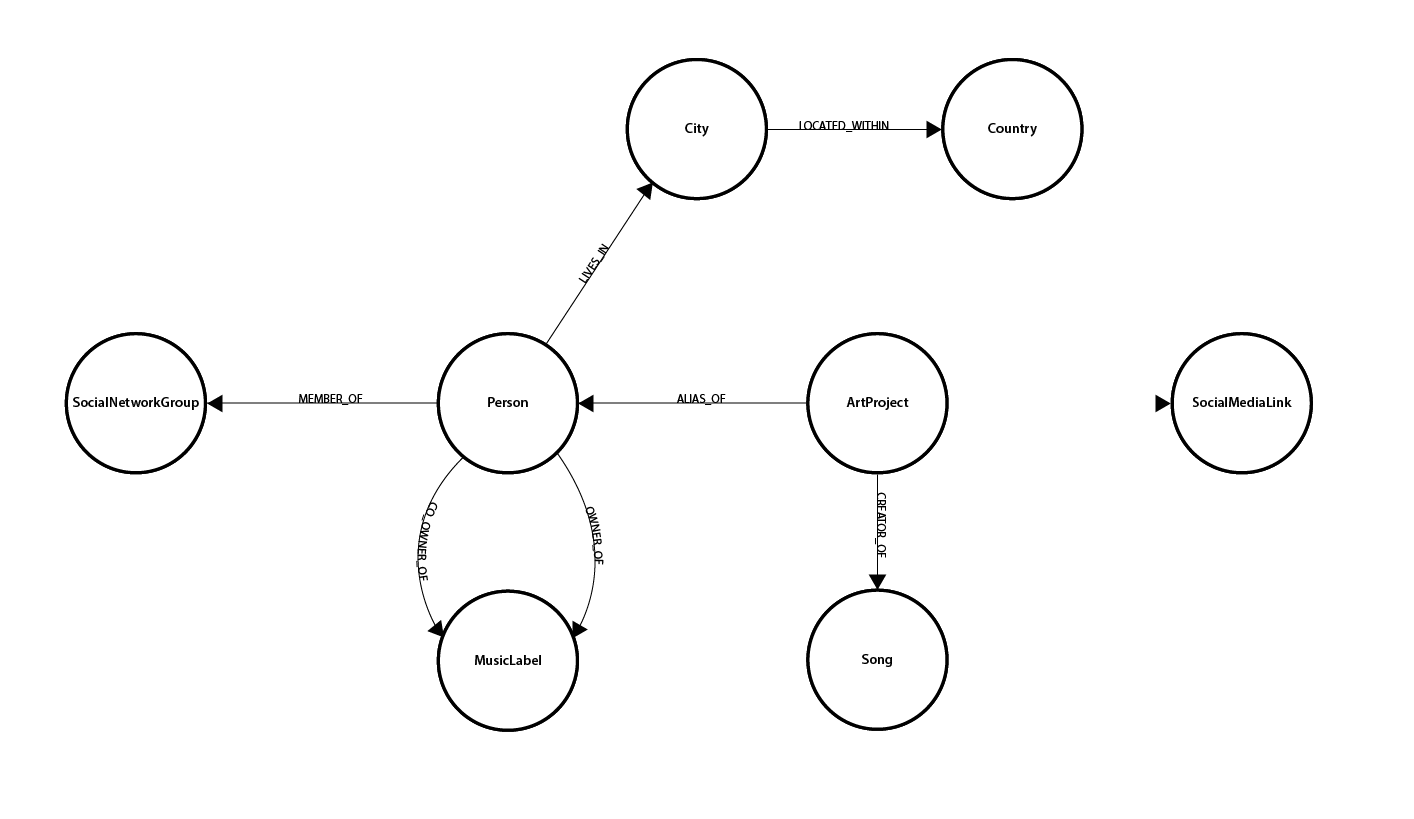 City
LOCATED_WITHIN
Country
LIVES_IN
SocialNetworkGroup
MEMBER_OF
Person
ALIAS_OF
ArtProject
SocialMediaLink
CO_OWNER_OF
OWNER_OF
CREATOR_OF
MusicLabel
Song